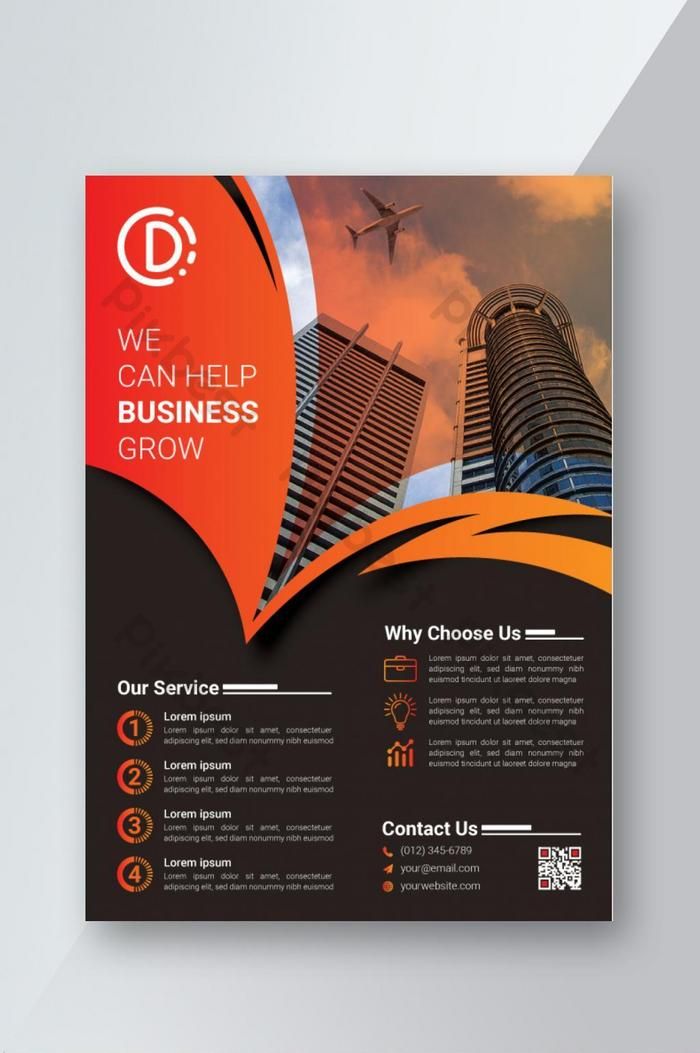 D
WE
CAN HELP
BUSINESS
GROW
Why Choose Us
Lorem ipsum dolor sit amet, consectetuer
adipiscing elit, sed diam nonummy nibh
euismod tincidunt ut laoreet dolore magna
Lorem ipsum dolor sit amet, consectetuer
adipiscing elit, sed diam nonummy nibh
euismod tincidunt ut laoreet dolore magna
Lorem ipsum dolor sit amet, consectetuer
adipiscing elit, sed diam nonummy nibh
euismod tincidunt ut laoreet dolore magna
Our Service
1
Lorem ipsum
Lorem ipsum dolor sit amet, consectetuer
adipiscing elit, sed diam nonummy nibh euismod
2
Lorem ipsum
Lorem ipsum dolor sit amet, consectetuer
adipiscing elit, sed diam nonummy nibh euismod
3
Lorem ipsum
Lorem ipsum dolor sit amet, consectetuer
adipiscing elit, sed diam nonummy nibh euismod
4
Lorem ipsum
Lorem ipsum dolor sit amet, consectetuer
adipiscing elit, sed diam nonummy nibh euismod
Contact Us
(012) 345-6789
your@email.com
yourwebsite.com